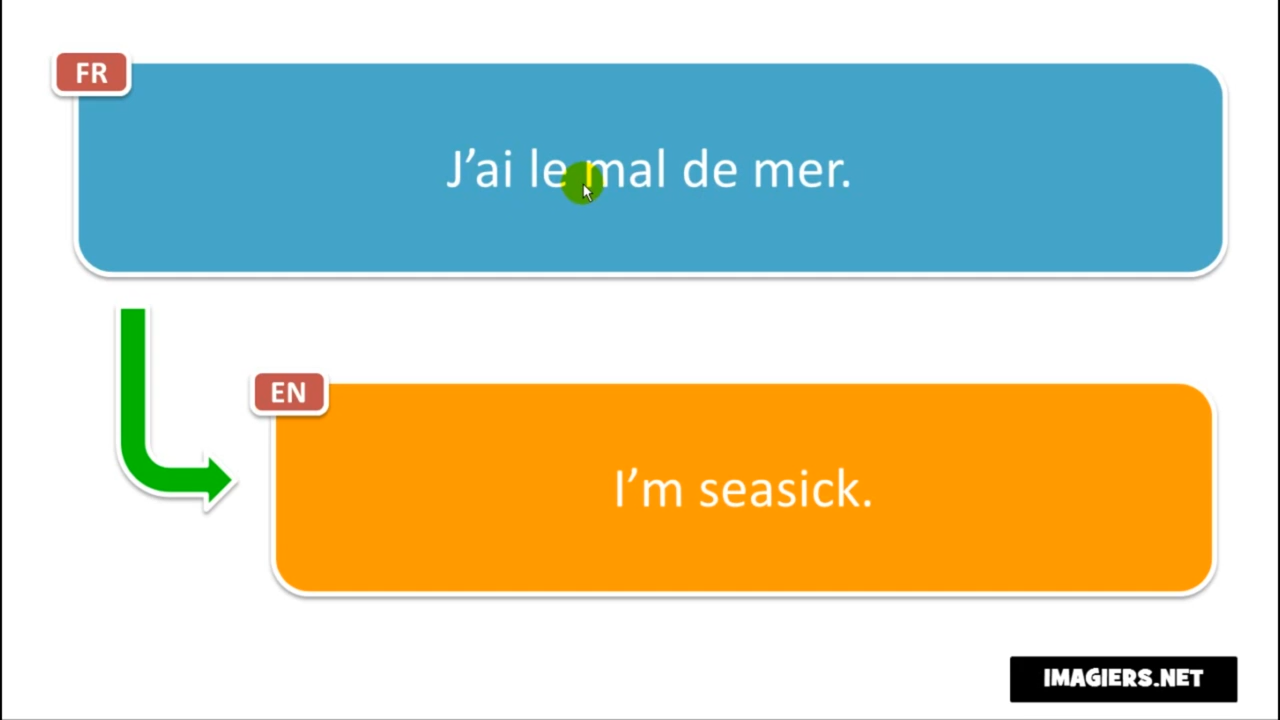 FR
J’ai le mal de mer.
EN
I’m seasick.
IMAGIERS.NET